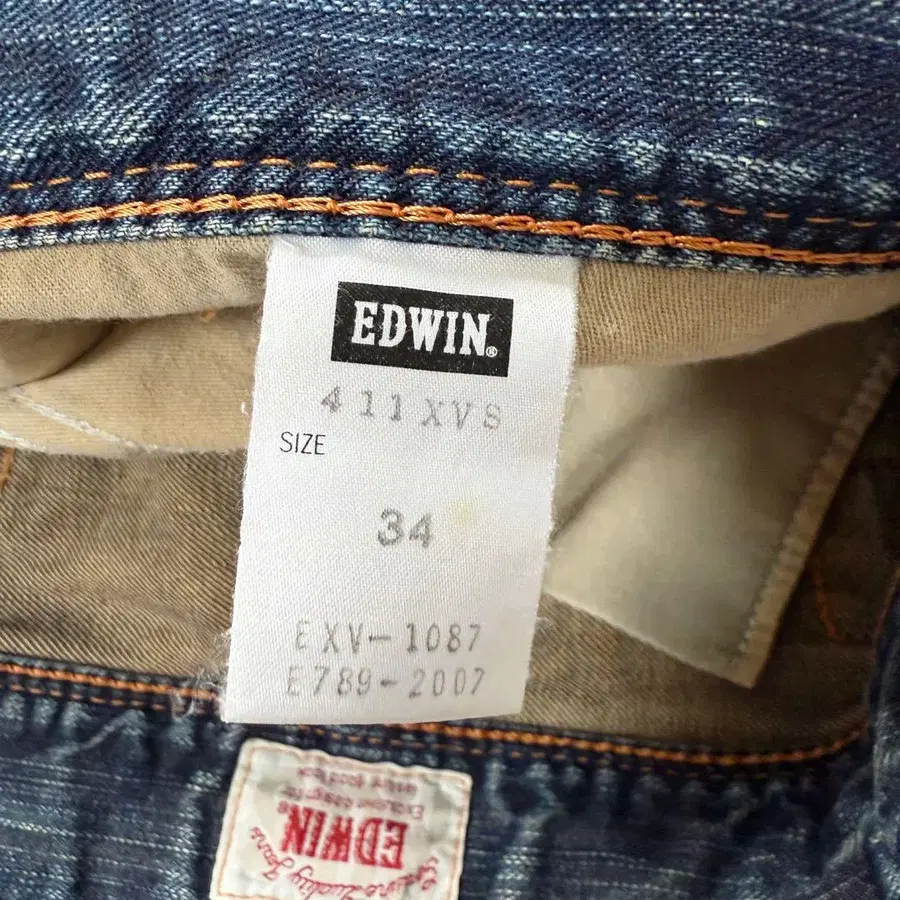 EDWIN®
411XVS
SIZE
34
EXV-1087
E789-2007
EDWIN